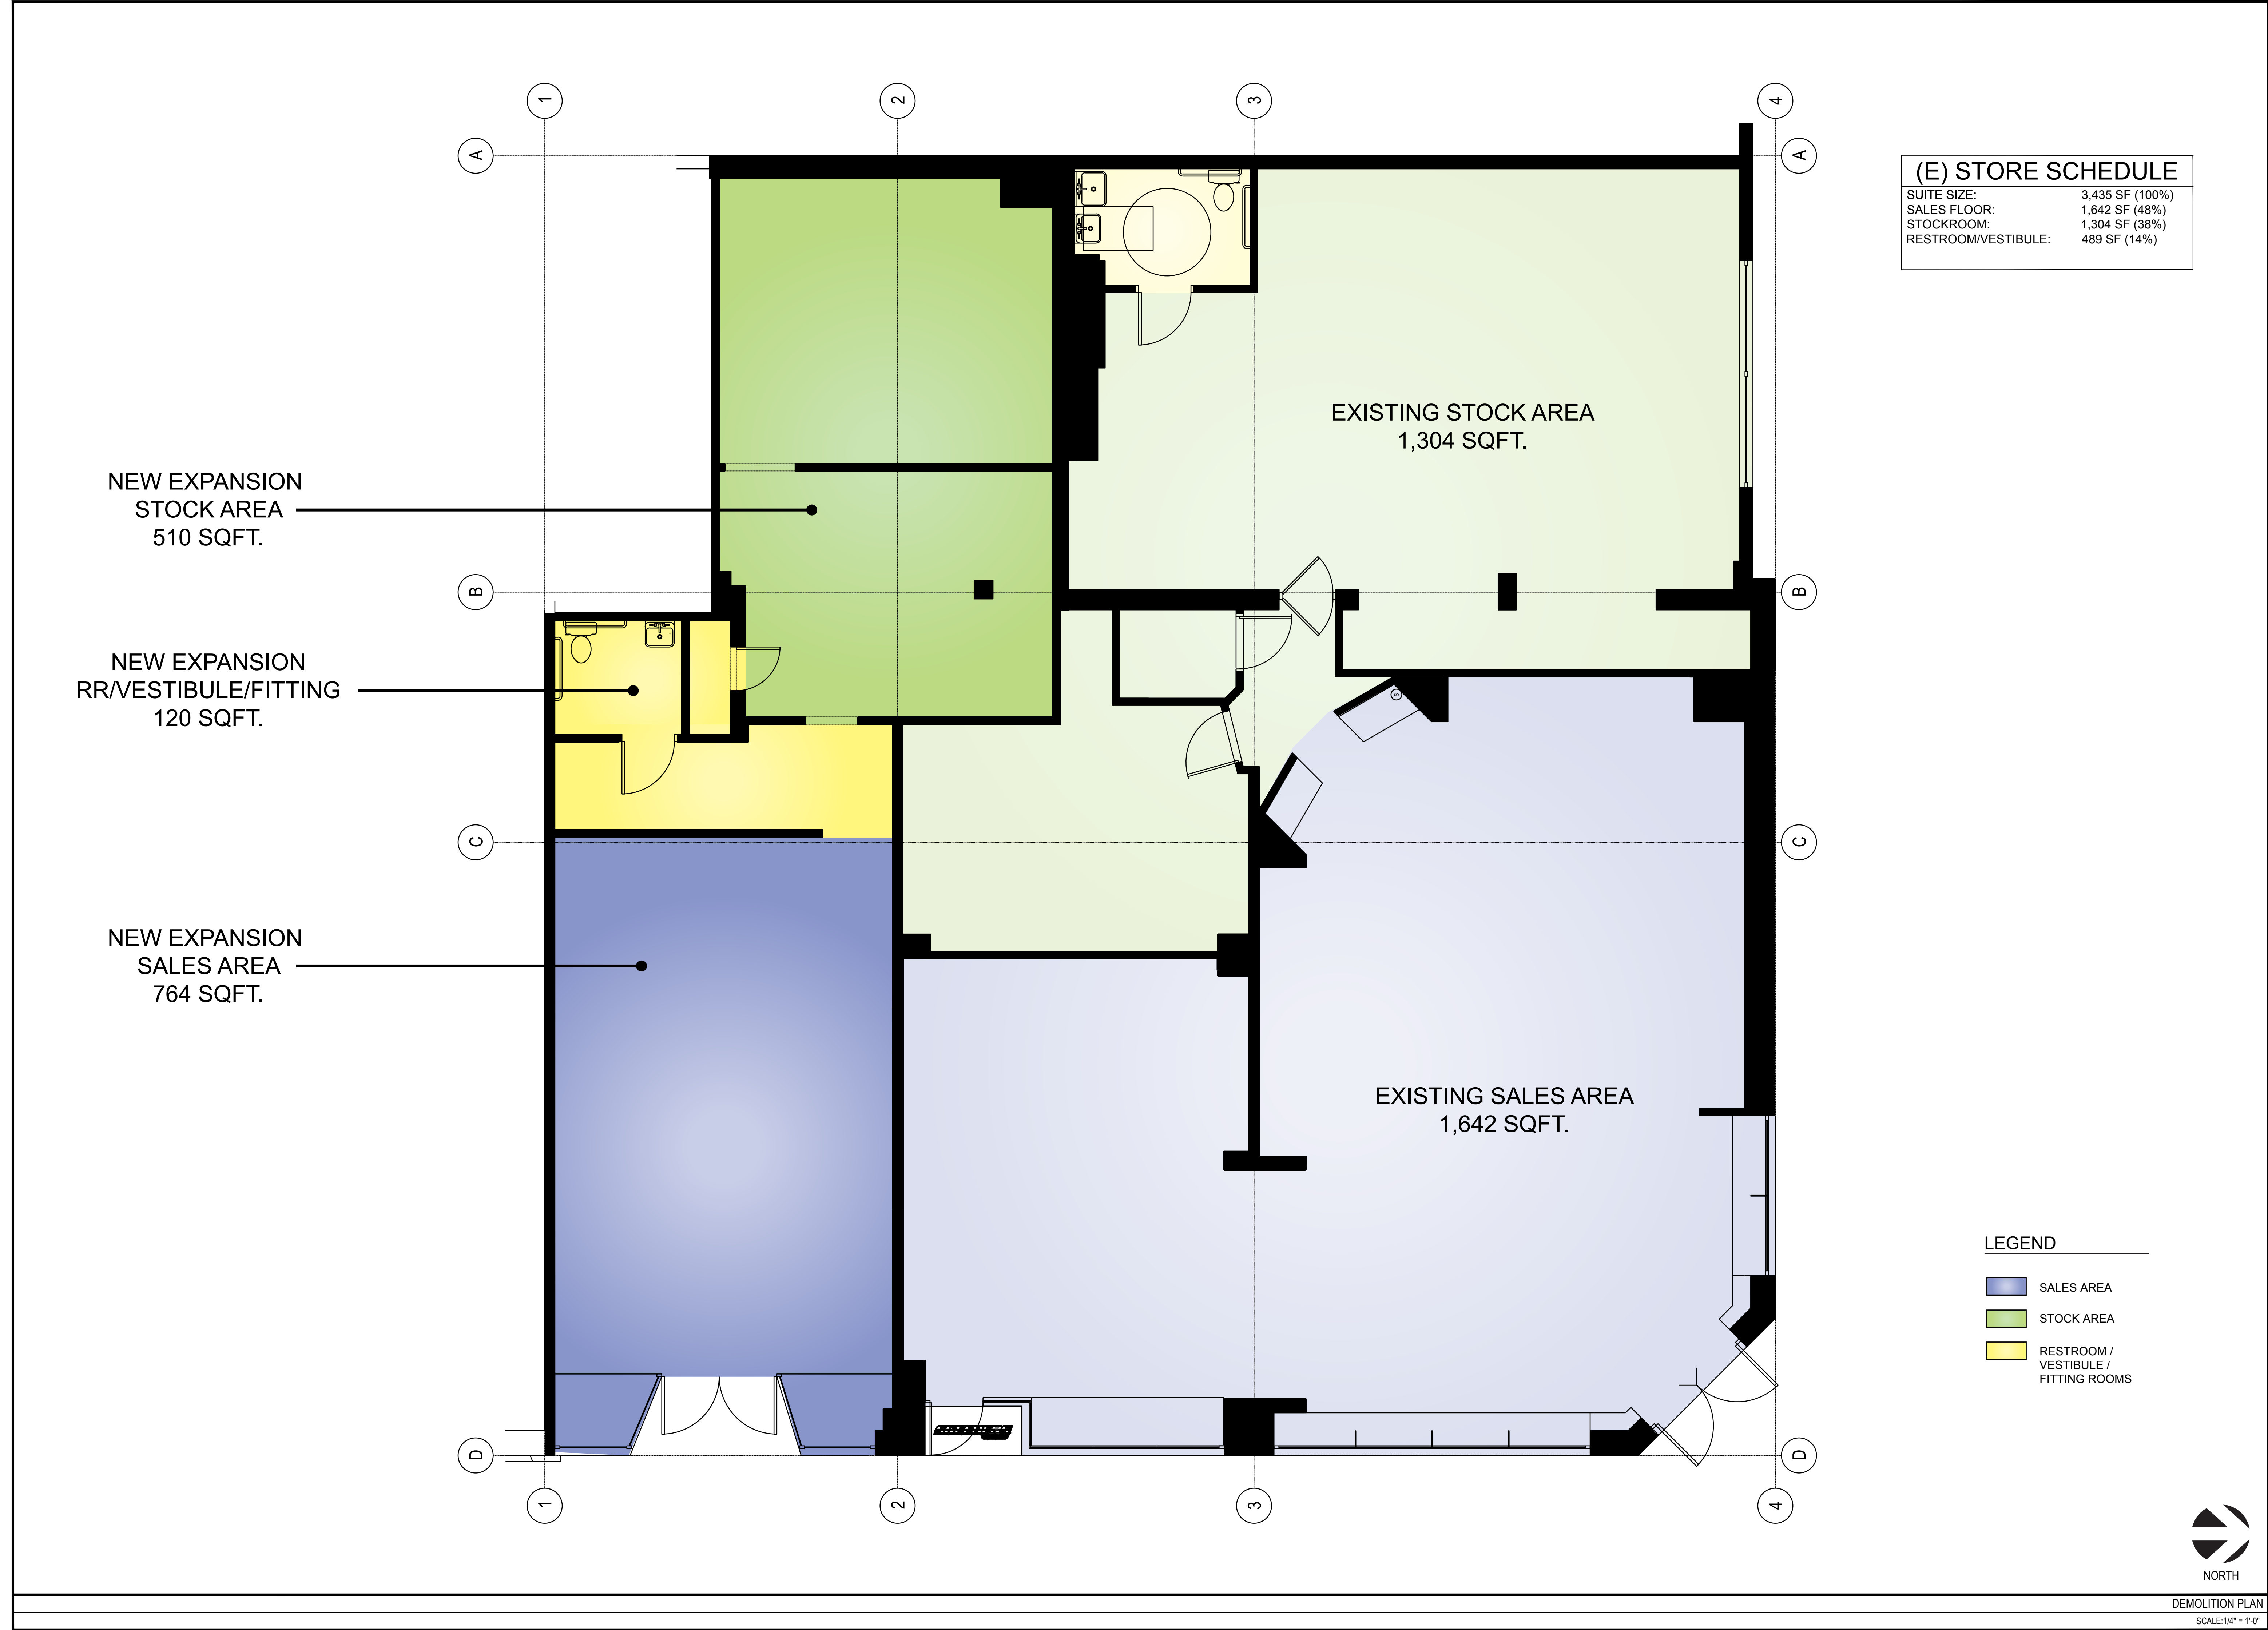 1
2
3
4
A
A
(E) STORE SCHEDULE
SUITE SIZE: 3,435 SF (100%)
SALES FLOOR: 1,642 SF (48%)
STOCKROOM: 1,304 SF (38%)
RESTROOM/VESTIBULE: 489 SF (14%)
EXISTING STOCK AREA
1,304 SQFT.
NEW EXPANSION
STOCK AREA
510 SQFT.
B
B
NEW EXPANSION
RR/VESTIBULE/FITTING
120 SQFT.
S
C
C
NEW EXPANSION
SALES AREA
764 SQFT.
EXISTING SALES AREA
1,642 SQFT.
LEGEND
SALES AREA
STOCK AREA
RESTROOM /
VESTIBULE /
FITTING ROOMS
D
D
1
2
3
4
NORTH
DEMOLITION PLAN
SCALE:1/4" = 1'-0"